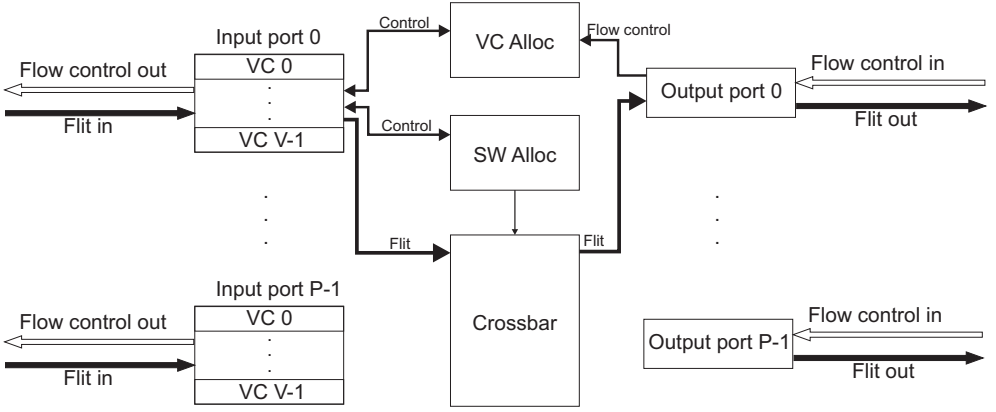 Input port 0
VC 0
VC V-1
Flow control out
Flit in
Control
Control
VC Alloc
SW Alloc
Flow control
Output port 0
Flow control in
Flit out
Flit
Crossbar
Flit
Input port P-1
VC 0
VC V-1
Flow control out
Flit in
Output port P-1
Flow control in
Flit out